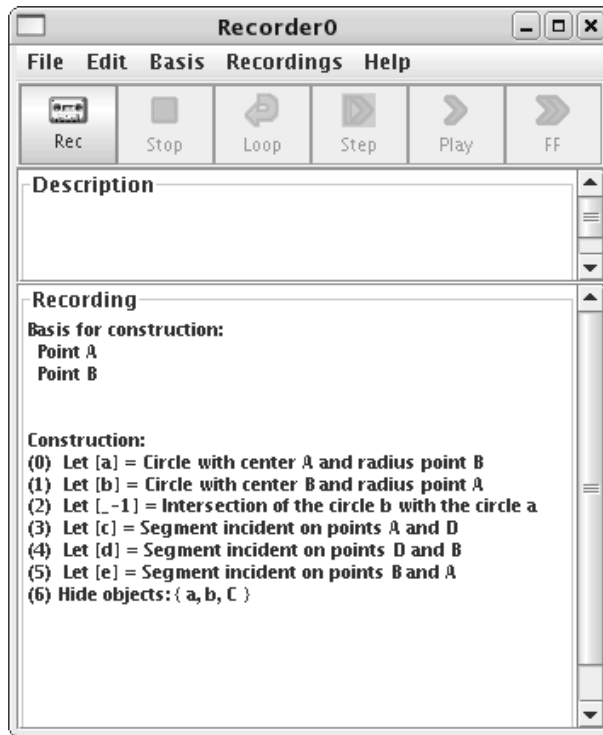 Recorder0
File Edit Basis Recordings Help
Rec Stop Loop Step Play FF
Description
Recording
Basis for construction:
Point A
Point B
Construction:
(0) Let [a] = Circle with center A and radius point B
(1) Let [b] = Circle with center B and radius point A
(2) Let [_-1] = Intersection of the circle b with the circle a
(3) Let [c] = Segment incident on points A and D
(4) Let [d] = Segment incident on points D and B
(5) Let [e] = Segment incident on points B and A
(6) Hide objects: { a, b, C }